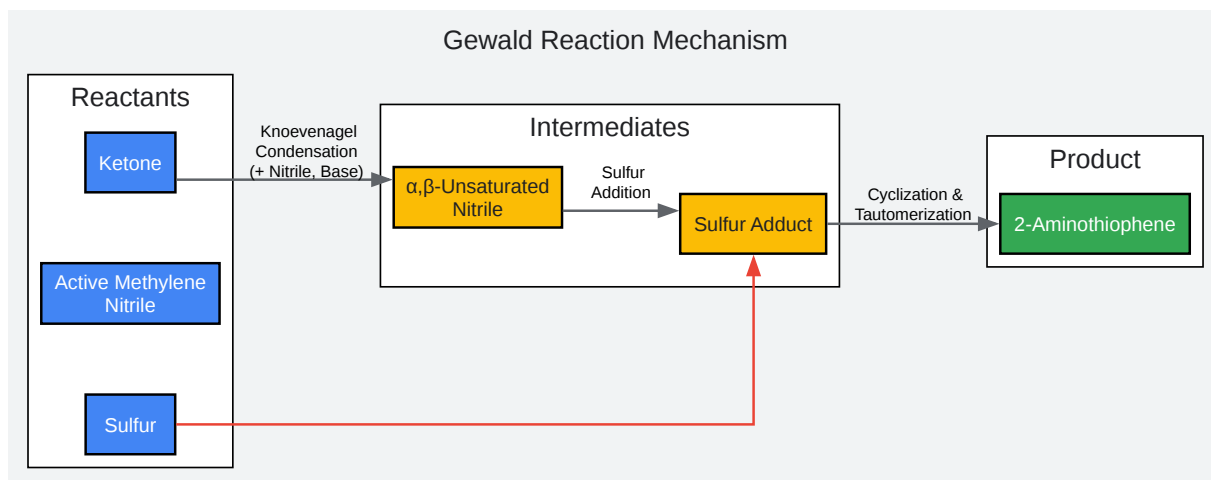 Gewald Reaction Mechanism
Reactants
Ketone
Active Methylene
Nitrile
Sulfur
Knoevenagel
Condensation
(+ Nitrile, Base)
Intermediates
α,β-Unsaturated
Nitrile
Sulfur
Addition
Sulfur Adduct
Cyclization &
Tautomerization
Product
2-Aminothiophene